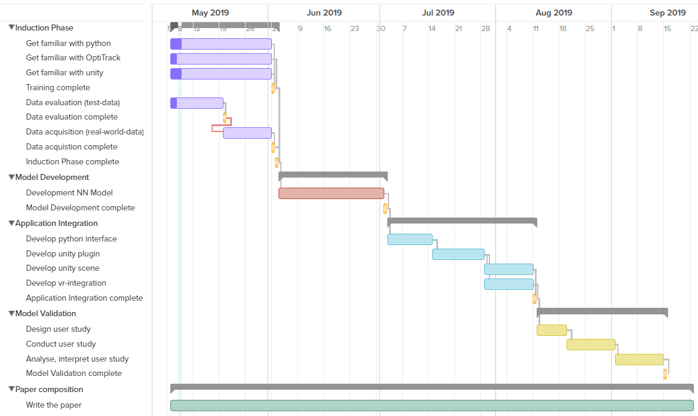 May 2019 Jun 2019 Jul 2019 Aug 2019 Sep 2019
9 16 23 30 7 14 21 28 4 11 18 25 1 8 15 22
Induction Phase
Get familiar with python
Get familiar with OptiTrack
Get familiar with unity
Training complete
Data evaluation (test-data)
Data evaluation complete
Data acquisition (real-world-data)
Data acquistion complete
Induction Phase complete
Model Development
Development NN Model
Model Development complete
Application Integration
Develop python interface
Develop unity plugin
Develop unity scene
Develop vr-integration
Application Integration complete
Model Validation
Design user study
Conduct user study
Analyse, interpret user study
Model Validation complete
Paper composition
Write the paper